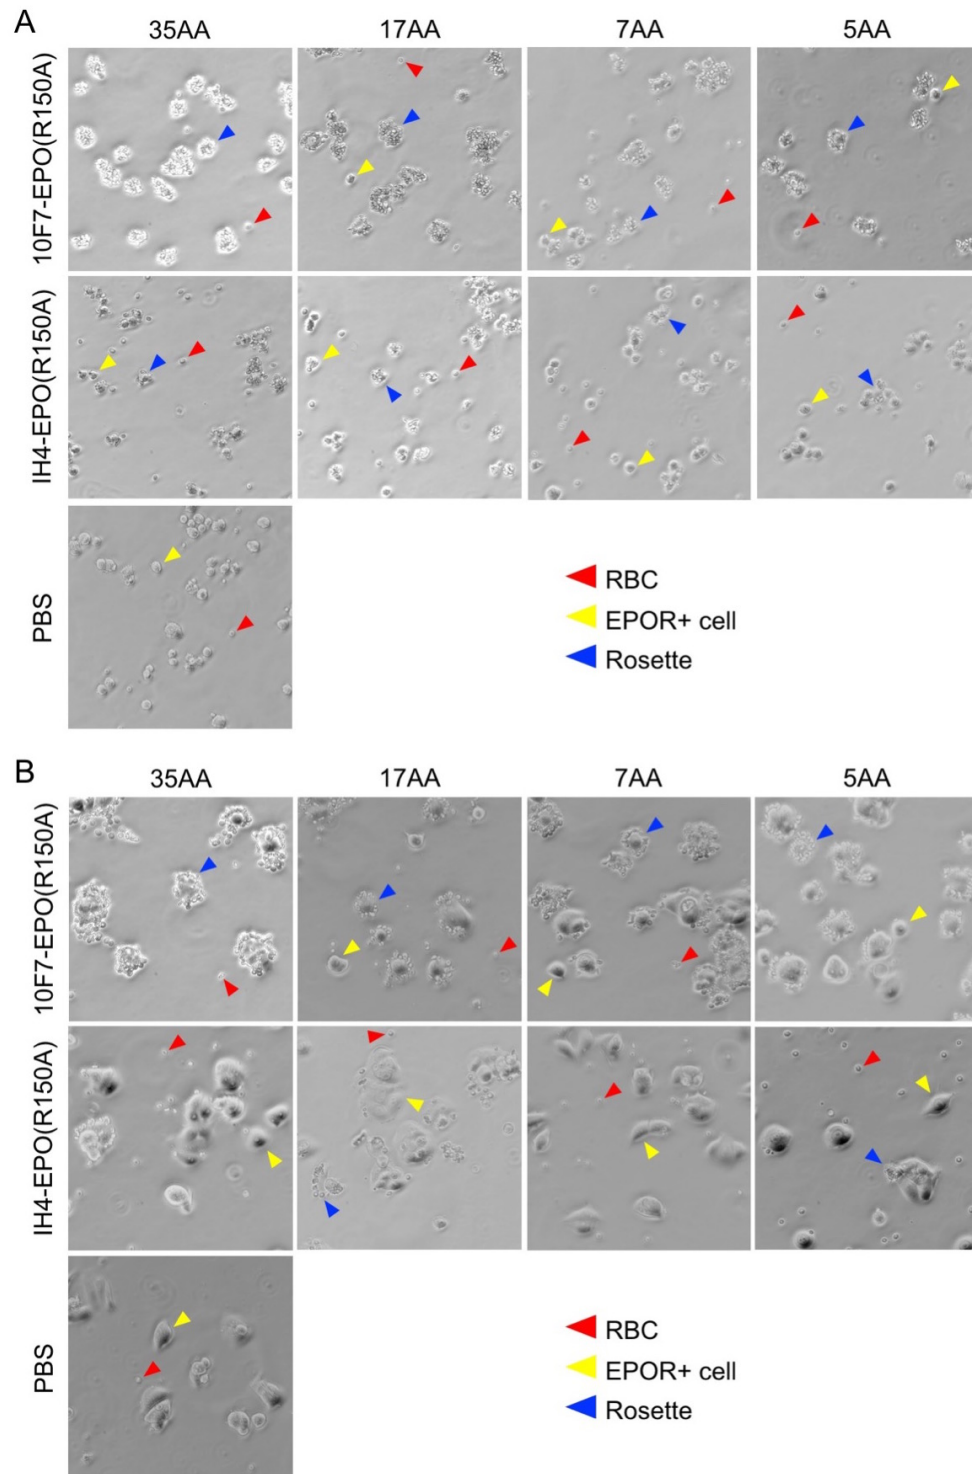 A
35AA 17AA 7AA 5AA
10F7-EPO(R150A)
IH4-EPO(R150A)
PBS
RBC
EPOR+ cell
Rosette
B
35AA 17AA 7AA 5AA
10F7-EPO(R150A)
IH4-EPO(R150A)
PBS
RBC
EPOR+ cell
Rosette